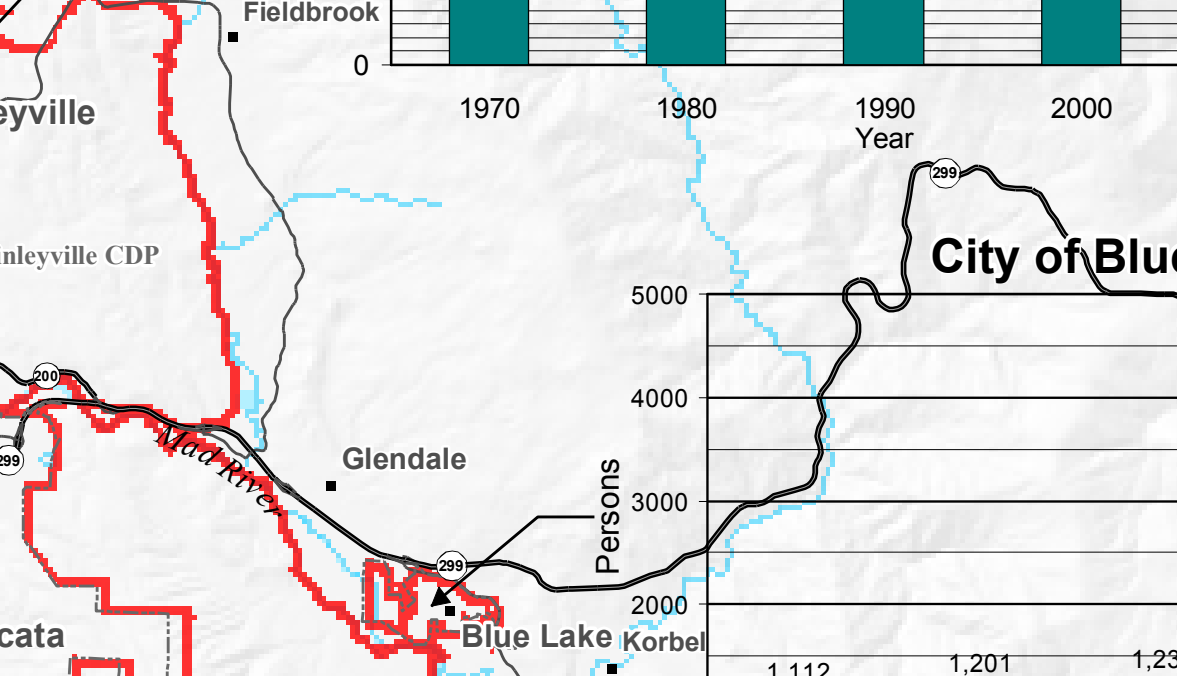 Fieldbrook
0
1970 1980 1990 2000
Year
eyville
299
inleyville CDP
City of Blue
5000
200
4000
299
Mad River
Glendale
Persons
3000
299
2000
cata
Blue Lake
Korbel
1,112
1,201
1,23